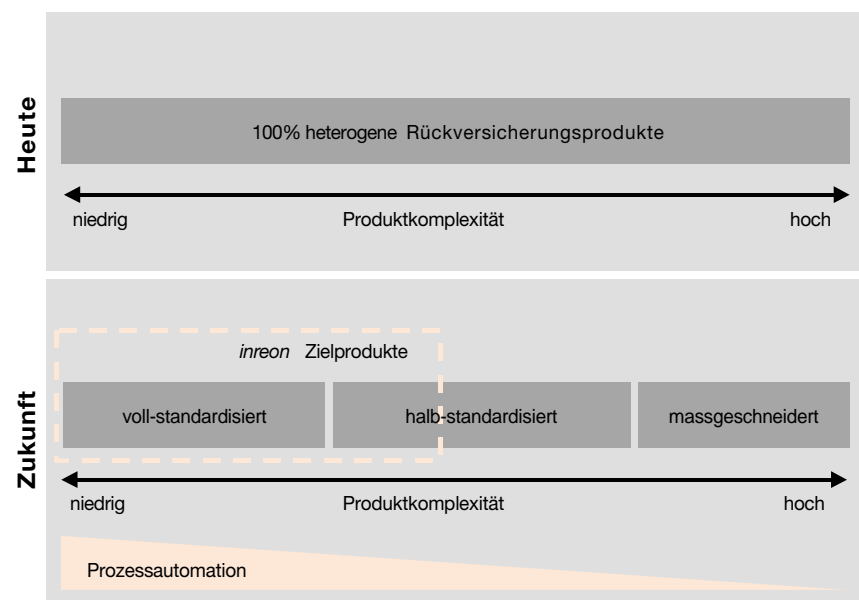 Heute
100% heterogene Rückversicherungsprodukte
niedrig Produktkomplexität hoch
Zukunft
inreon Zielprodukte
voll-standardisiert halb-standardisiert massgeschneidert
niedrig Produktkomplexität hoch
Prozessautomation